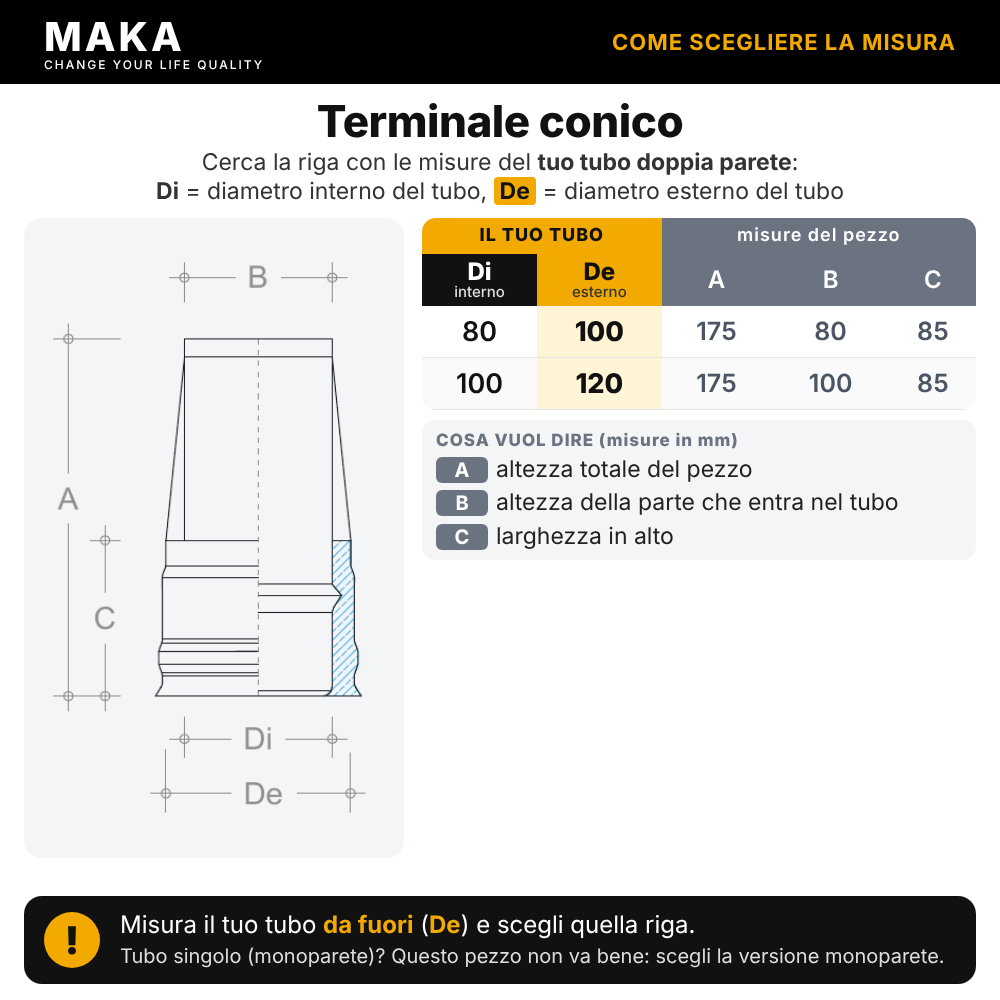 MAKA
CHANGE YOUR LIFE QUALITY
COME SCEGLIERE LA MISURA
Terminale conico
Cerca la riga con le misure del tuo tubo doppia parete:
Di = diametro interno del tubo, De = diametro esterno del tubo
B
A
C
Di
De
IL TUO TUBO misure del pezzo
Di De A B C
interno esterno
80 100 175 80 85
100 120 175 100 85
COSA VUOL DIRE (misure in mm)
A altezza totale del pezzo
B altezza della parte che entra nel tubo
C larghezza in alto
! Misura il tuo tubo da fuori (De) e scegli quella riga.
Tubo singolo (monoparete)? Questo pezzo non va bene: scegli la versione monoparete.